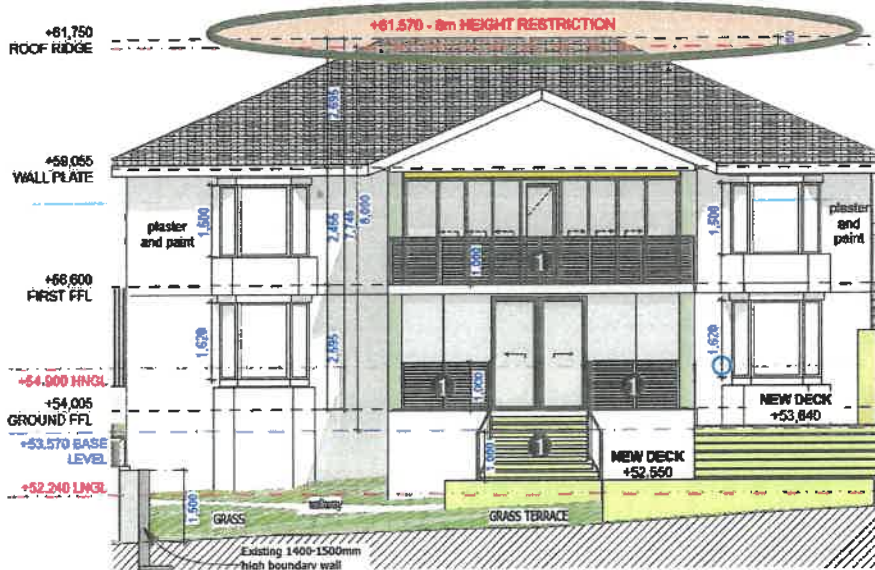 +61.570 - 8m HEIGHT RESTRICTION
+61,750
ROOF RIDGE
2,695
+59,055
WALL PLATE
plaster
and paint
1,500
2,455
7,745
8,000
1,000
1
1,500
plaster
and
paint
+56,600
FIRST FFL
1,620
2,595
1,000
1
1
1,620
+54.900 HNGL
+54,005
GROUND FFL
NEW DECK
+53,640
+53.570 BASE
LEVEL
1,000
1
NEW DECK
+52,550
+52.240 LNGL
1,500
GRASS
GRASS TERRACE
Existing 1400-1500mm
high boundary wall